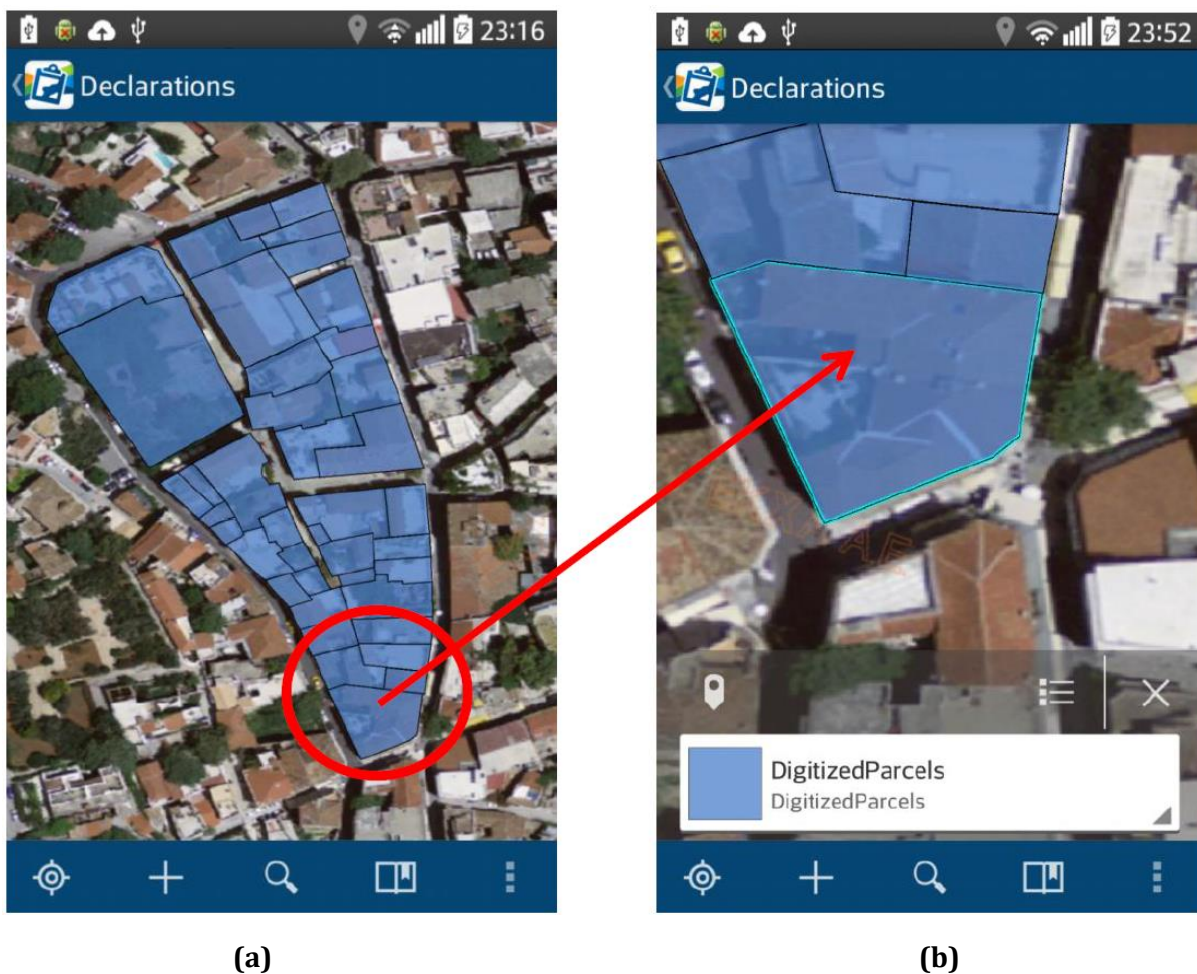 23:16
Declarations
(a)
23:52
Declarations
DigitizedParcels
DigitizedParcels
(b)